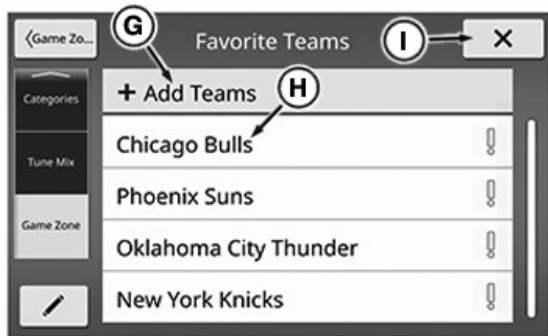 〈Game Zo...
G
Favorite Teams
I
X
Categories
+ Add Teams
H
Chicago Bulls
Tune Mix
Phoenix Suns
Game Zone
Oklahoma City Thunder
New York Knicks